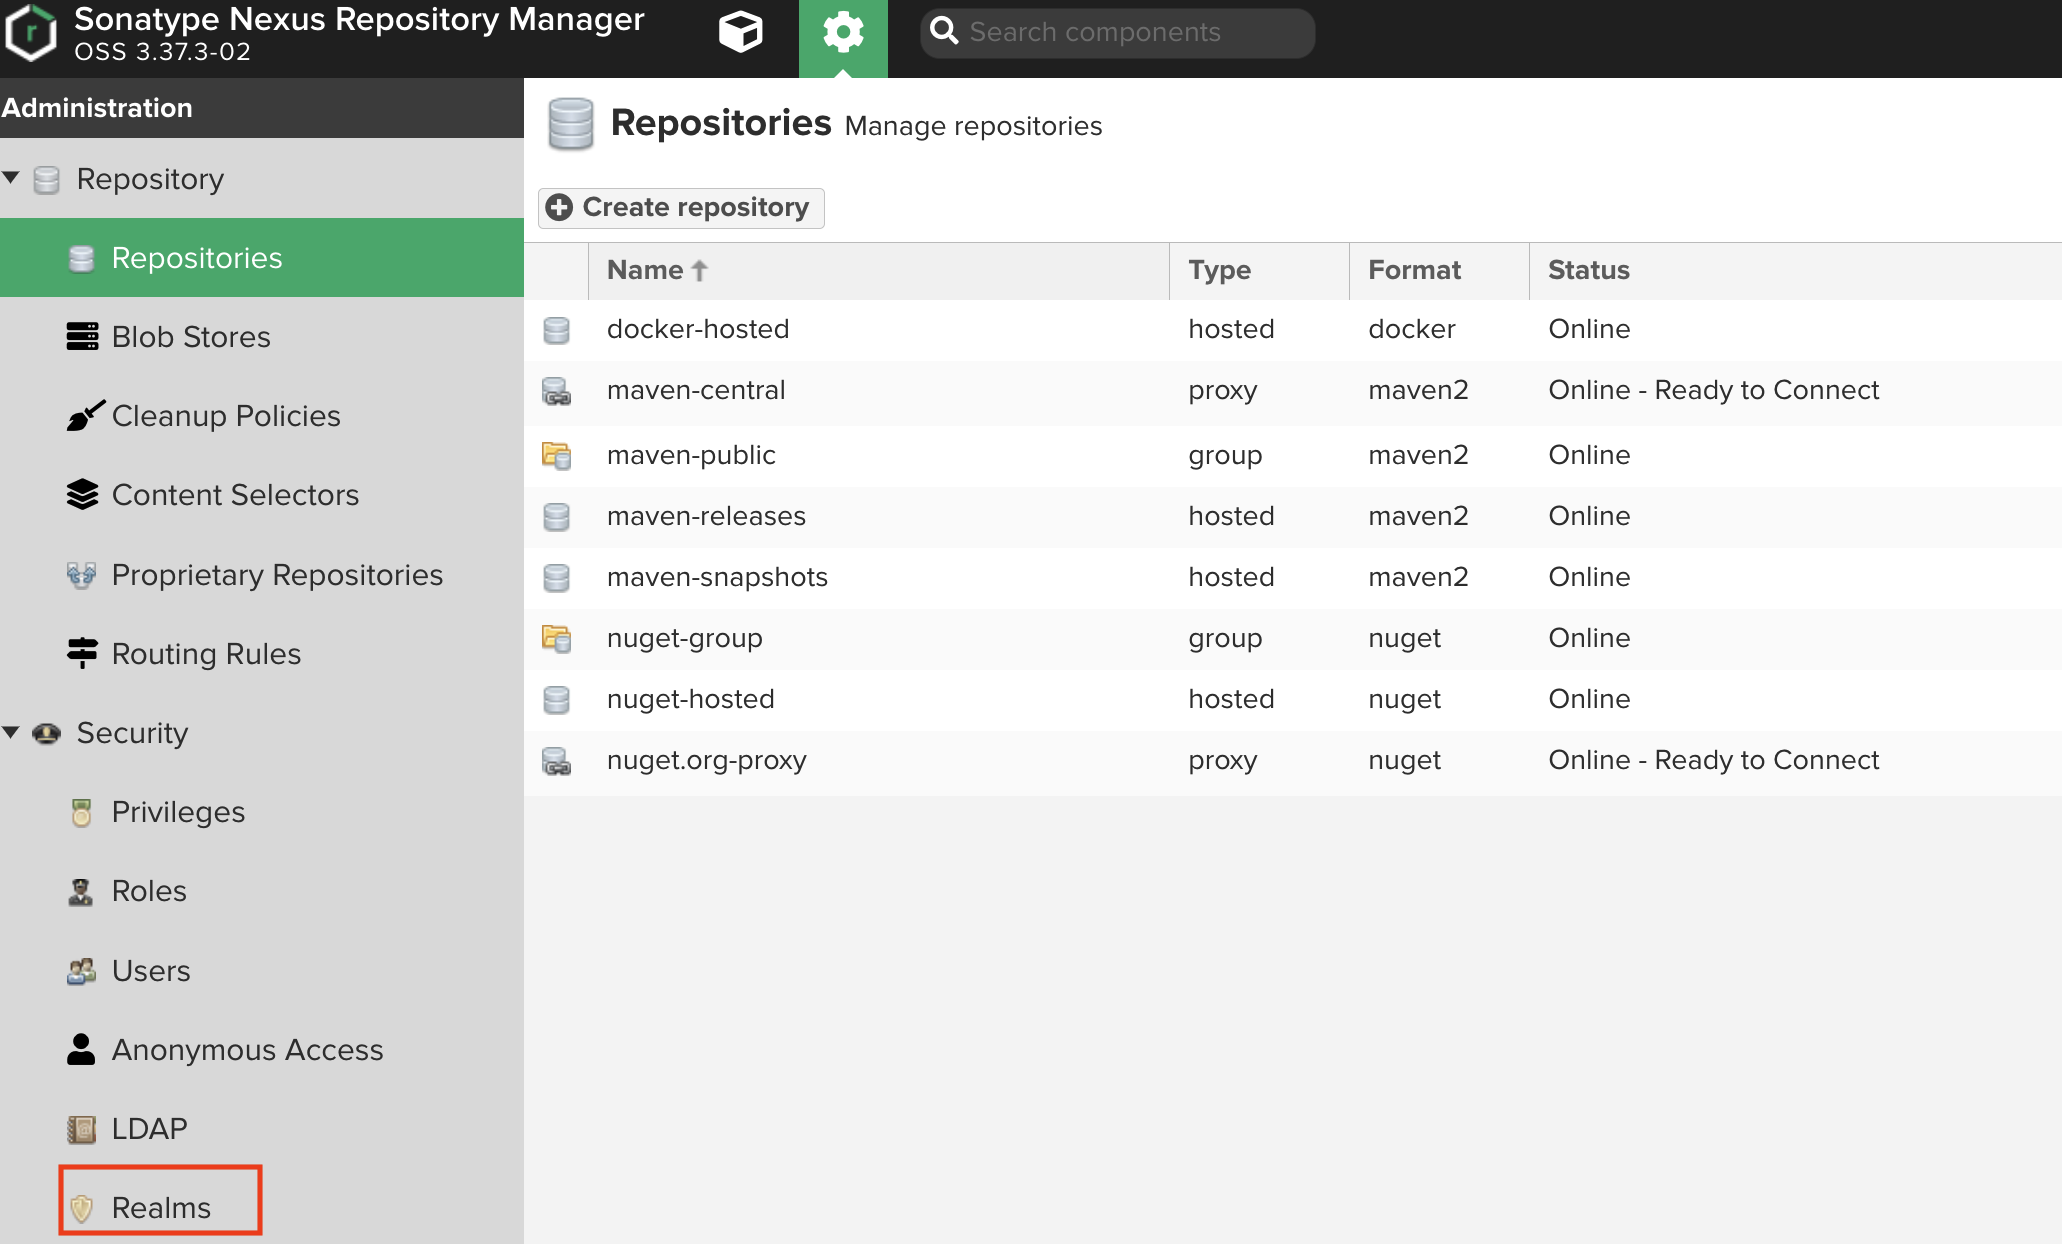 Sonatype Nexus Repository Manager
OSS 3.37.3-02
Search components
Administration
Repository
Repositories
Blob Stores
Cleanup Policies
Content Selectors
Proprietary Repositories
Routing Rules
Security
Privileges
Roles
Users
Anonymous Access
LDAP
Realms
Repositories Manage repositories
Create repository
Name Type Format Status
docker-hosted hosted docker Online
maven-central proxy maven2 Online - Ready to Connect
maven-public group maven2 Online
maven-releases hosted maven2 Online
maven-snapshots hosted maven2 Online
nuget-group group nuget Online
nuget-hosted hosted nuget Online
nuget.org-proxy proxy nuget Online - Ready to Connect